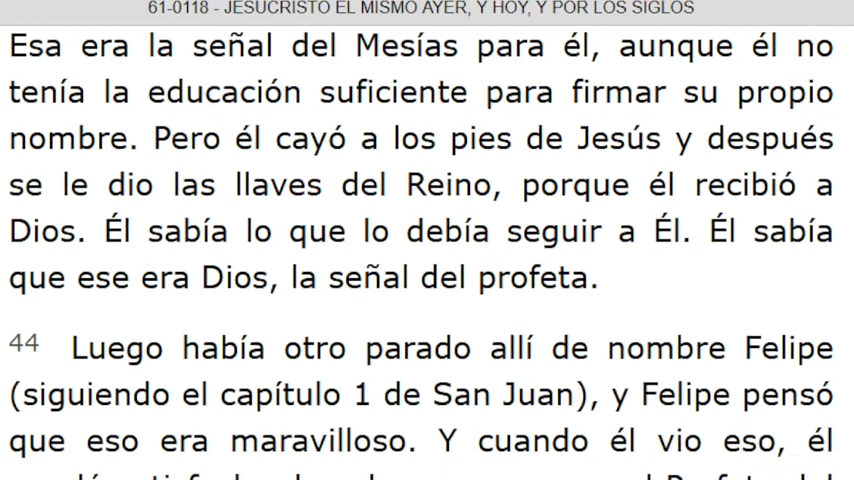 61-0118 - JESUCRISTO EL MISMO AYER, Y HOY, Y POR LOS SIGLOS
Esa era la señal del Mesías para él, aunque él no
tenía la educación suficiente para firmar su propio
nombre. Pero él cayó a los pies de Jesús y después
se le dio las llaves del Reino, porque él recibió a
Dios. Él sabía lo que lo debía seguir a Él. Él sabía
que ese era Dios, la señal del profeta.
44 Luego había otro parado allí de nombre Felipe
(siguiendo el capítulo 1 de San Juan), y Felipe pensó
que eso era maravilloso. Y cuando él vio eso, él